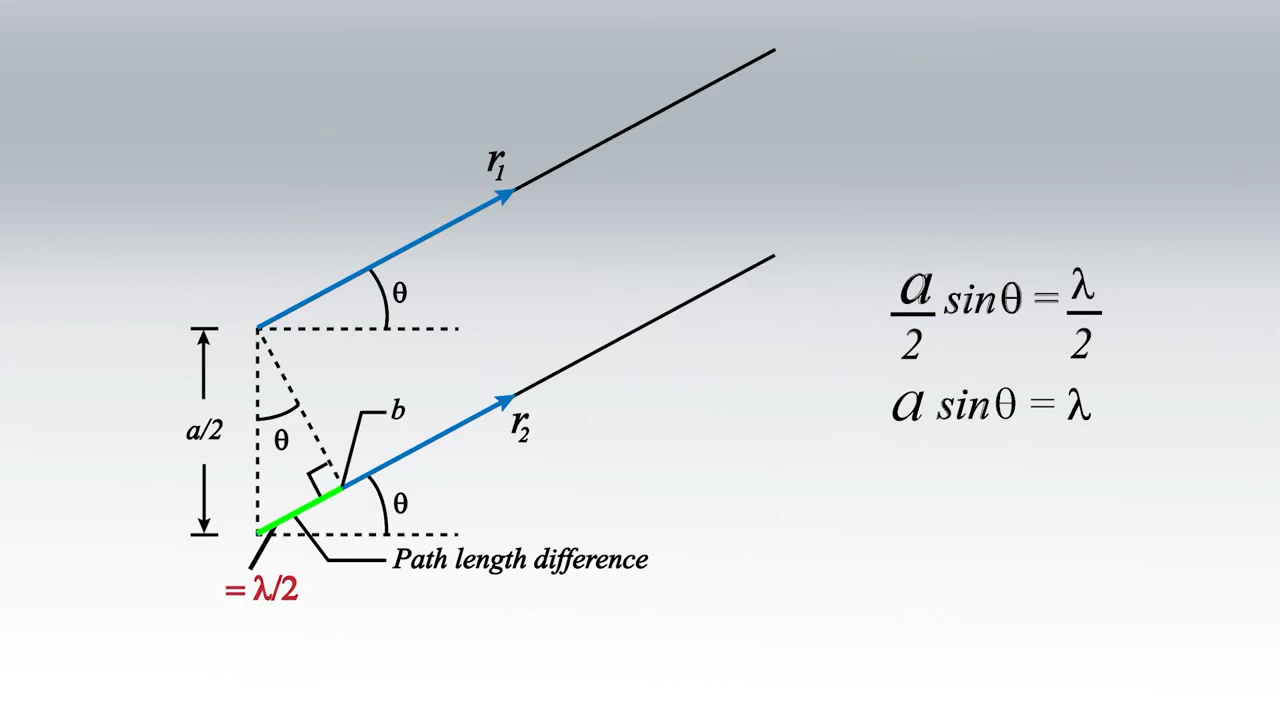 r₁
θ
a/2
θ
b
r₂
θ
Path length difference
= λ/2
a/2 sinθ = λ/2
a sinθ = λ